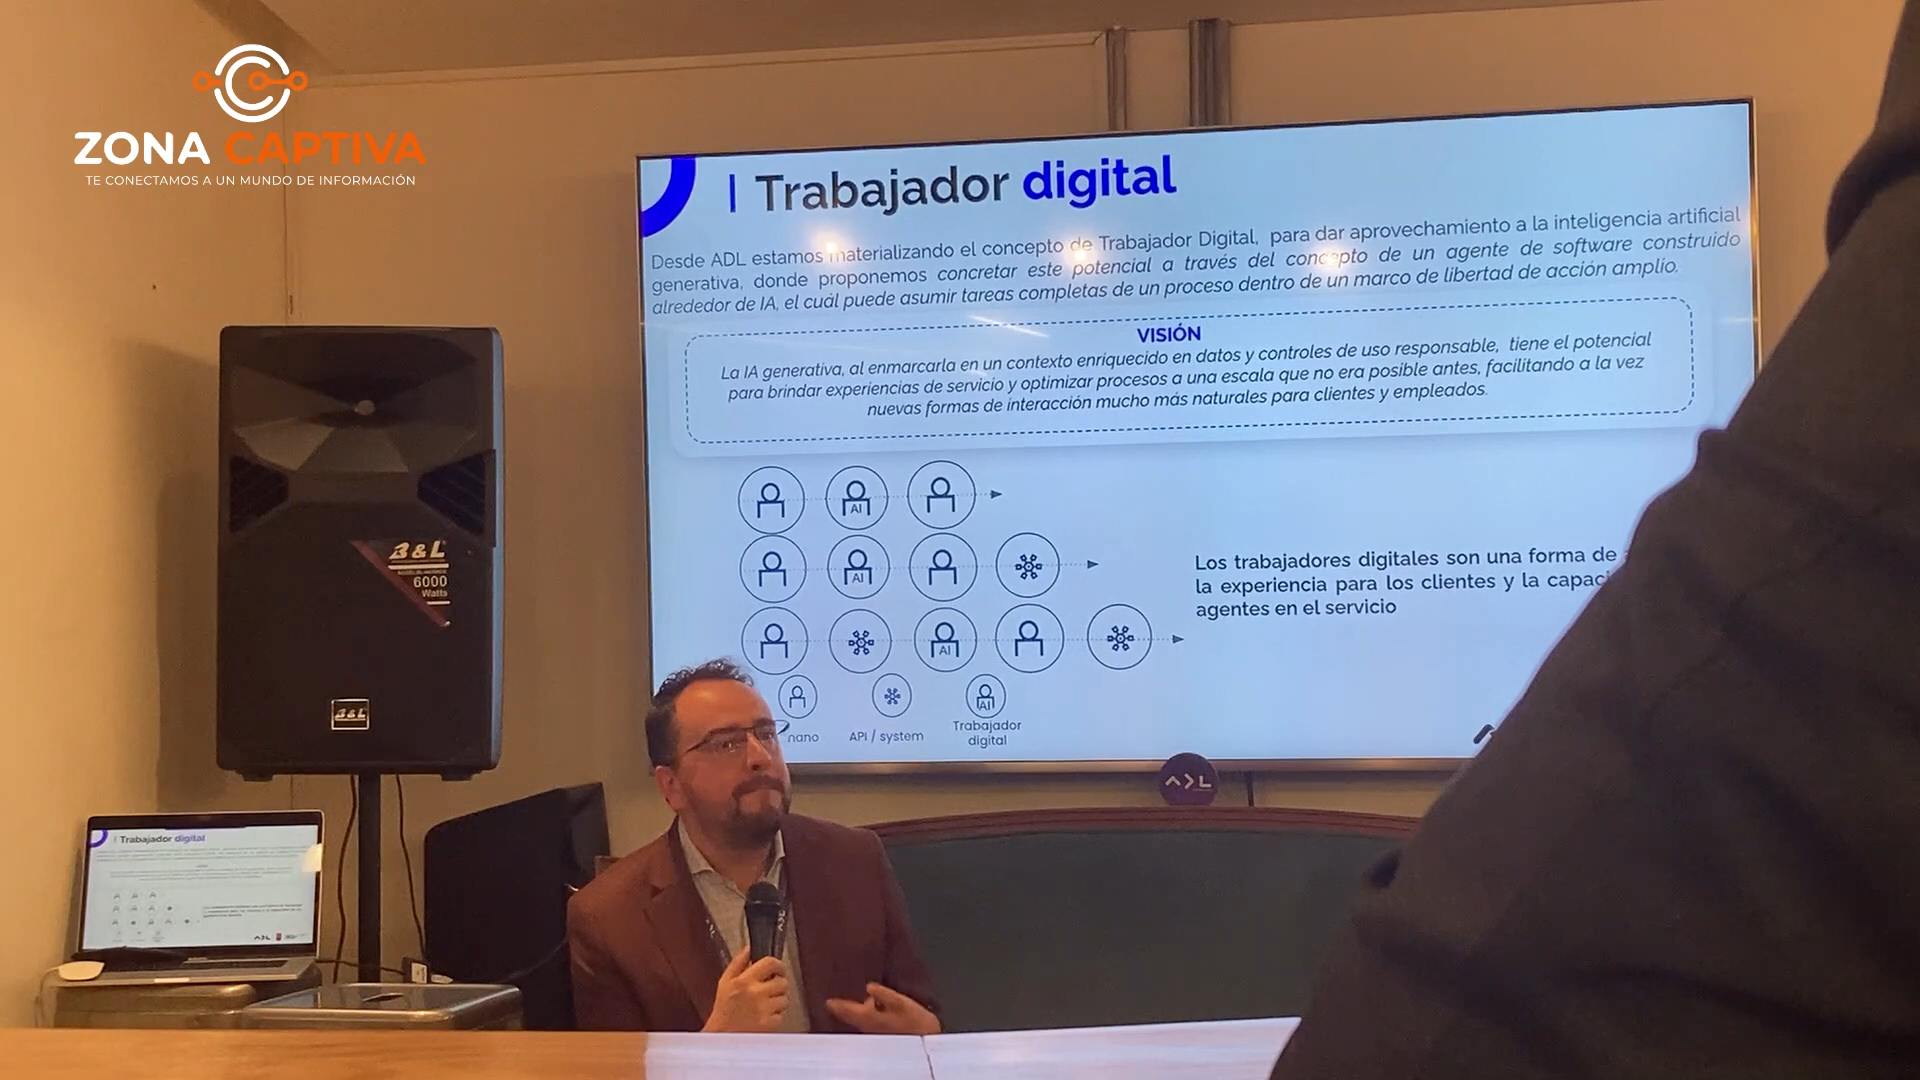 ZONA CAPTIVA
TE CONECTAMOS A UN MUNDO DE INFORMACIÓN
| Trabajador digital
Desde ADL estamos materializando el concepto de Trabajador Digital, para dar aprovechamiento a la inteligencia artificial
generativa, donde proponemos concretar este potencial a través del concepto de un agente de software construido
alrededor de IA, el cuál puede asumir tareas completas de un proceso dentro de un marco de libertad de acción amplio.
VISIÓN
La IA generativa, al enmarcarla en un contexto enriquecido en datos y controles de uso responsable, tiene el potencial
para brindar experiencias de servicio y optimizar procesos a una escala que no era posible antes, facilitando a la vez
nuevas formas de interacción mucho más naturales para clientes y empleados.
AI
AI
AI
Los trabajadores digitales son una forma de
la experiencia para los clientes y la capaci
agentes en el servicio
AI
nano
API / system
Trabajador
digital
B&L
6000
Watts
B&L
ADL
Trabajador digital